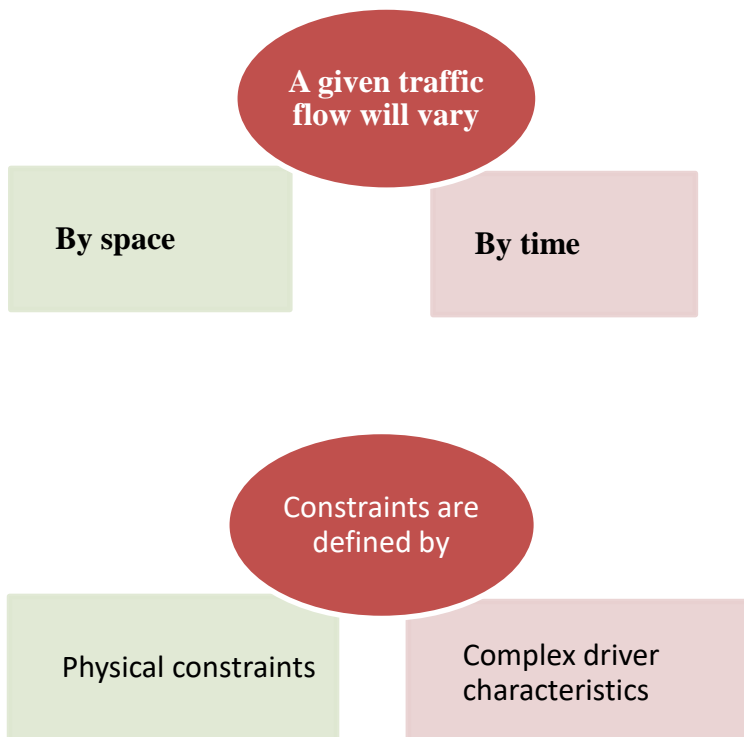 A given traffic
flow will vary
By space
By time
Constraints are
defined by
Physical constraints
Complex driver
characteristics